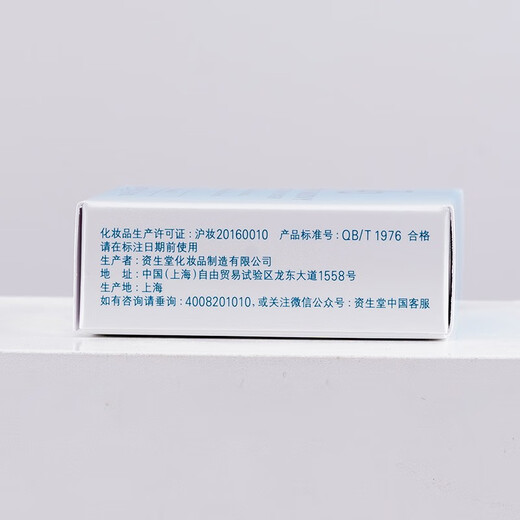 化妆品生产许可证：沪妆20160010 产品标准号：QB/T 1976 合格
请在标注日期前使用
生产者：资生堂化妆品制造有限公司
地 址：中国（上海）自由贸易试验区龙东大道1558号
生产地：上海
如有咨询请垂询：4008201010，或关注微信公众号：资生堂中国客服